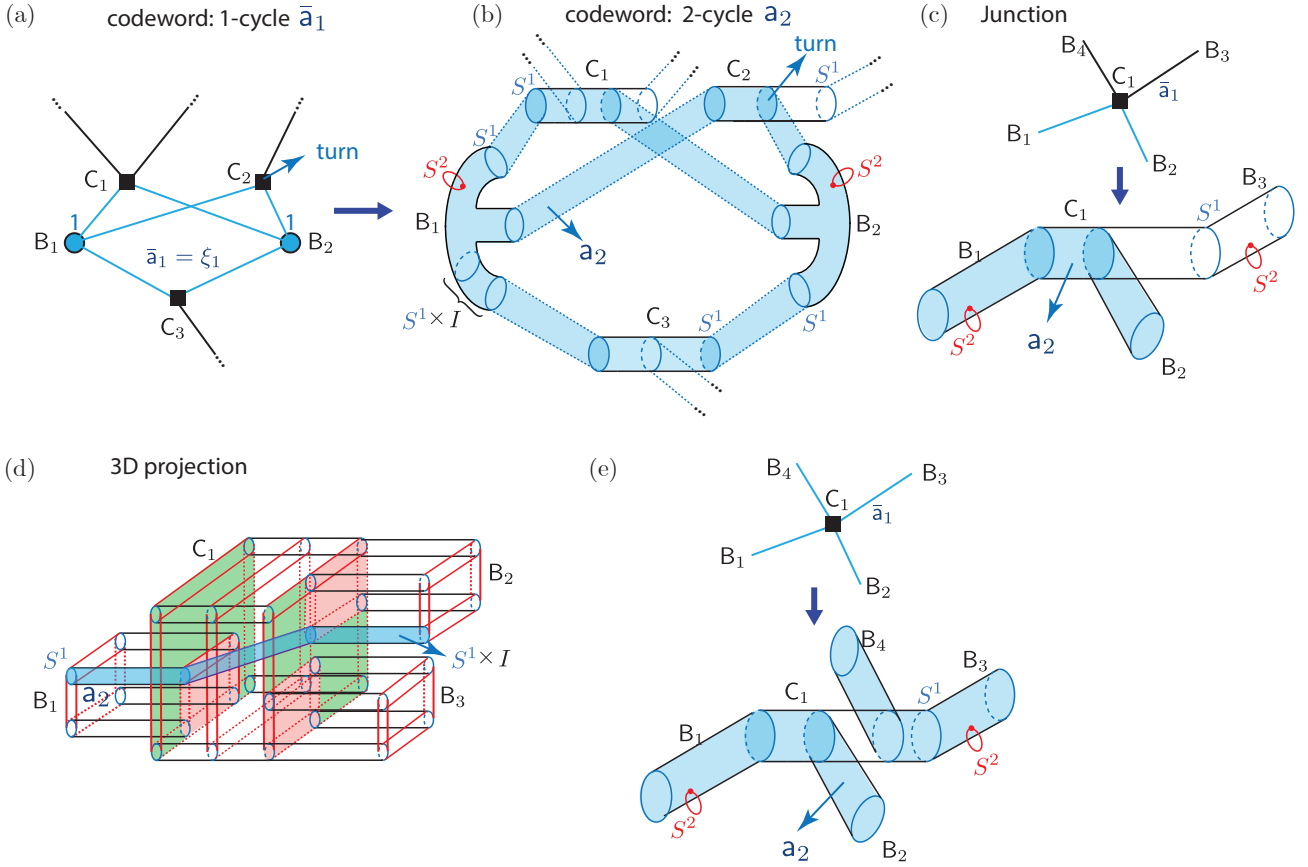 (a)
codeword: 1-cycle ā₁
C₁
C₂
turn
1
1
B₁
B₂
ā₁ = ξ₁
C₃
(b)
codeword: 2-cycle a₂
turn
S¹
C₁
C₂
S¹
S¹
S¹
S²
S²
B₁
B₂
a₂
S¹ × I
C₃
S¹
S¹
(c)
Junction
B₄
B₃
C₁
ā₁
B₁
B₂
B₃
C₁
S¹
B₁
S²
S²
a₂
B₂
(d)
3D projection
C₁
B₂
S¹
S¹ × I
B₁
a₂
B₃
(e)
B₄
B₃
C₁
ā₁
B₁
B₂
B₄
B₃
C₁
S¹
B₁
S²
S²
a₂
B₂